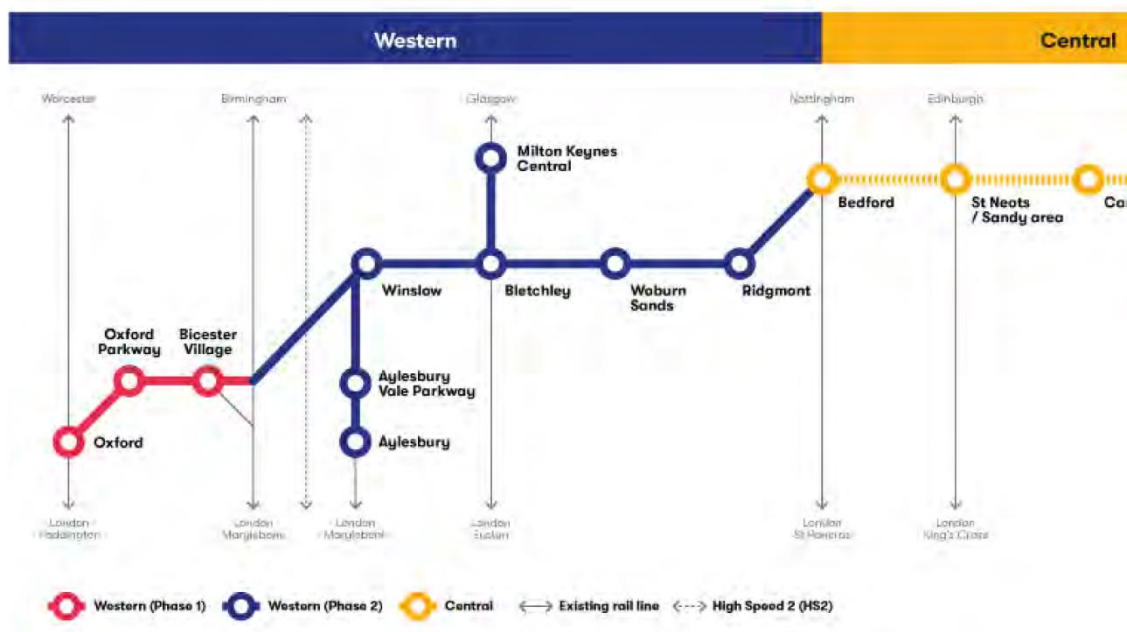 Western
Central
Worcester
Birmingham
Glasgow
Nottingham
Edinburgh
Milton Keynes
Central
Bedford
St Neots
/ Sandy area
Ca
Winslow
Bletchley
Woburn
Sands
Ridgmont
Oxford
Parkway
Bicester
Village
Aylesbury
Vale Parkway
Oxford
Aylesbury
London
Paddington
London
Marylebone
London
Marylebone
London
Euston
London
St Pancras
London
King's Cross
Western (Phase 1)
Western (Phase 2)
Central
Existing rail line
High Speed 2 (HS2)